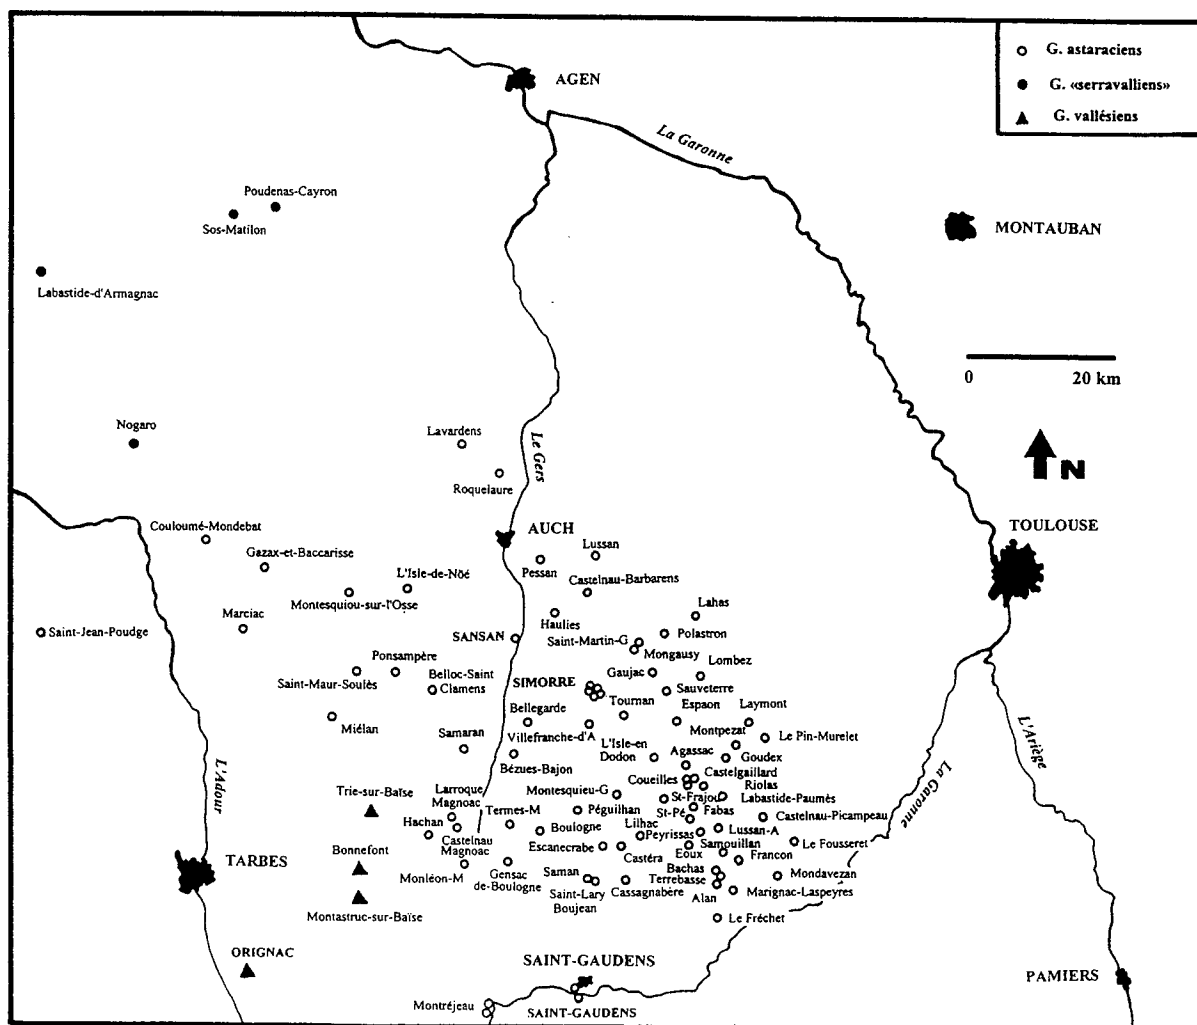 G. astaraciens
G. «serravalliens»
G. vallésiens
AGEN
La Garonne
MONTAUBAN
Poudenas-Cayron
Sos-Matilon
Labastide-d'Armagnac
0 20 km
N
Nogaro
Lavardens
Le Gers
Roquelaure
TOULOUSE
Couloumé-Mondebat
AUCH
Lussan
Gazax-et-Baccarisse
Pessan
L'Isle-de-Nöé
Castelnau-Barbarens
Montesquiou-sur-l'Osse
Marciac
Haulies
Lahas
Saint-Jean-Poudge
SANSAN
Saint-Martin-G
Polastron
Mongausy
Ponsampère
Belloc-Saint
Clamens
Gaujac
Lombez
Saint-Maur-Soulès
SIMORRE
Sauveterre
Tournan
Miélan
Bellegarde
Espaon
Laymont
Samaran
Villefranche-d'A
Montpezat
Le Pin-Murelet
L'Isle-en
Dodon
Agassac
Goudex
Bézues-Bajon
L'Adour
L'Ariège
La Garonne
Coueilles
Castelgaillard
Riolas
Trie-sur-Baïse
Larroque
Magnoac
Montesquieu-G
St-Frajou
Labastide-Paumès
Termes-M
Péguilhan
St-Pé
Fabas
Castelnau-Picampeau
Hachan
Castelnau
Magnoac
Boulogne
Lilhac
Peyrissas
Lussan-A
Le Fousseret
Escanecrabe
Samouillan
TARBES
Bonnefont
Monléon-M
Gensac
de-Boulogne
Castéra
Eoux
Francon
Saman
Bachas
Terrebasse
Mondavezan
Saint-Lary
Boujean
Cassagnabère
Alan
Marignac-Laspeyres
Montastruc-sur-Baïse
Le Fréchet
ORIGNAC
SAINT-GAUDENS
PAMIERS
Montréjeau
SAINT-GAUDENS